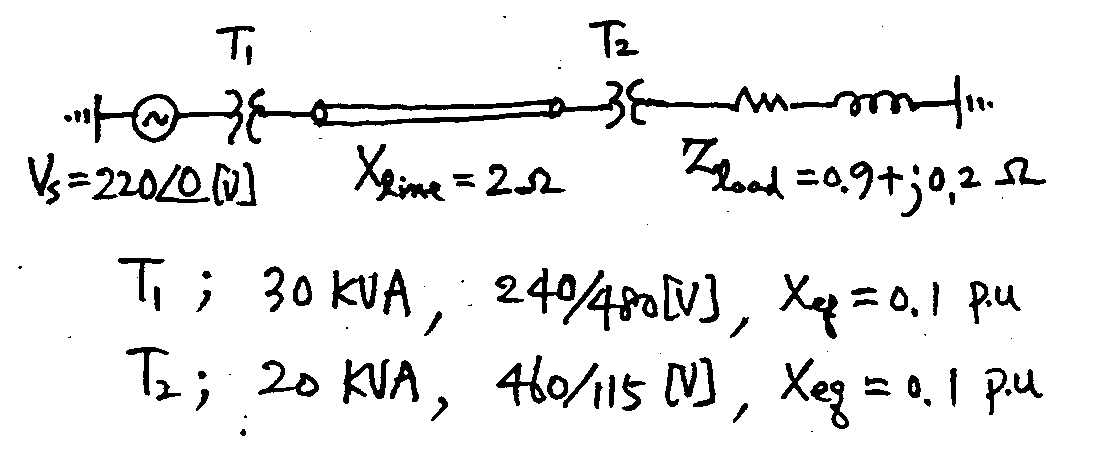 T₁ T₂
Vs=220∠0 [V] Xline=2Ω Zload=0.9+j0.2 Ω
T₁ ; 30 KVA, 240/480[V], Xeq=0.1 p.u
T₂ ; 20 KVA, 460/115 [V], Xeq=0.1 p.u